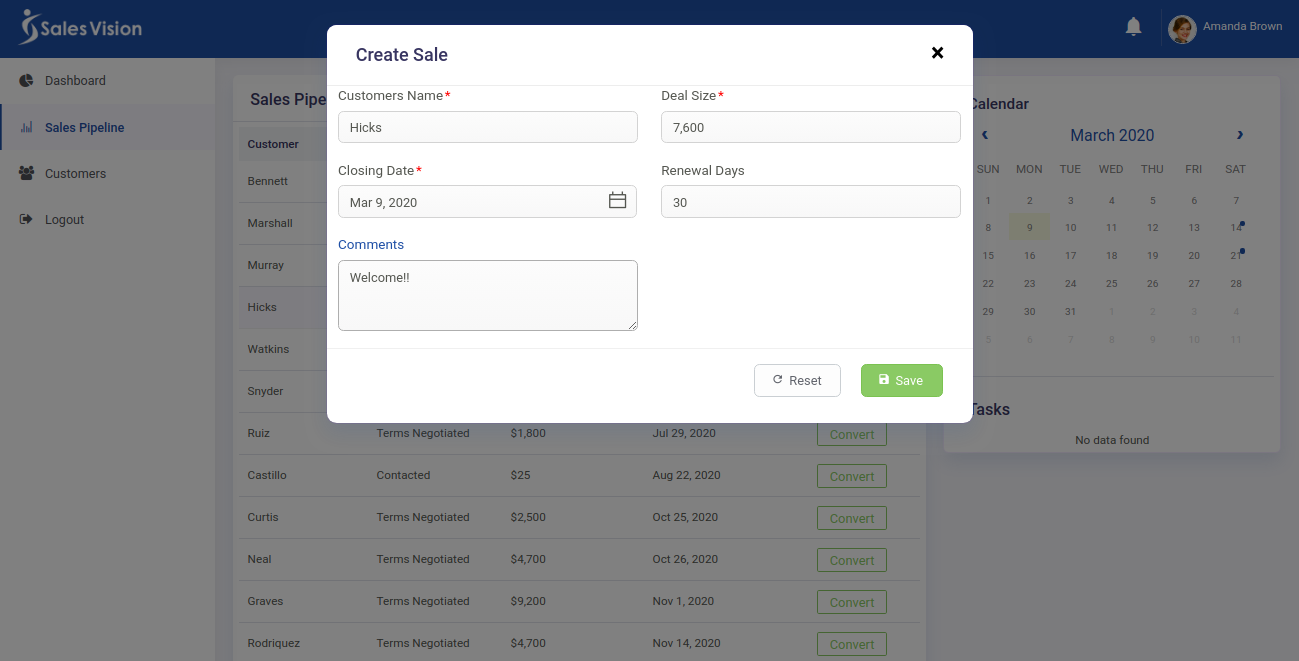 Sales Vision
Amanda Brown
Dashboard
Sales Pipeline
Customers
Logout
Sales Pipe
Customer
Bennett
Marshall
Murray
Hicks
Watkins
Snyder
Ruiz Terms Negotiated $1,800 Jul 29, 2020 Convert
Castillo Contacted $25 Aug 22, 2020 Convert
Curtis Terms Negotiated $2,500 Oct 25, 2020 Convert
Neal Terms Negotiated $4,700 Oct 26, 2020 Convert
Graves Terms Negotiated $9,200 Nov 1, 2020 Convert
Rodriquez Terms Negotiated $4,700 Nov 14, 2020 Convert
Create Sale
Customers Name* Deal Size*
Hicks 7,600
Closing Date* Renewal Days
Mar 9, 2020 30
Comments
Welcome!!
Reset Save
Calendar
March 2020
SUN MON TUE WED THU FRI SAT
1 2 3 4 5 6 7
8 9 10 11 12 13 14
15 16 17 18 19 20 21
22 23 24 25 26 27 28
29 30 31 1 2 3 4
5 6 7 8 9 10 11
Tasks
No data found